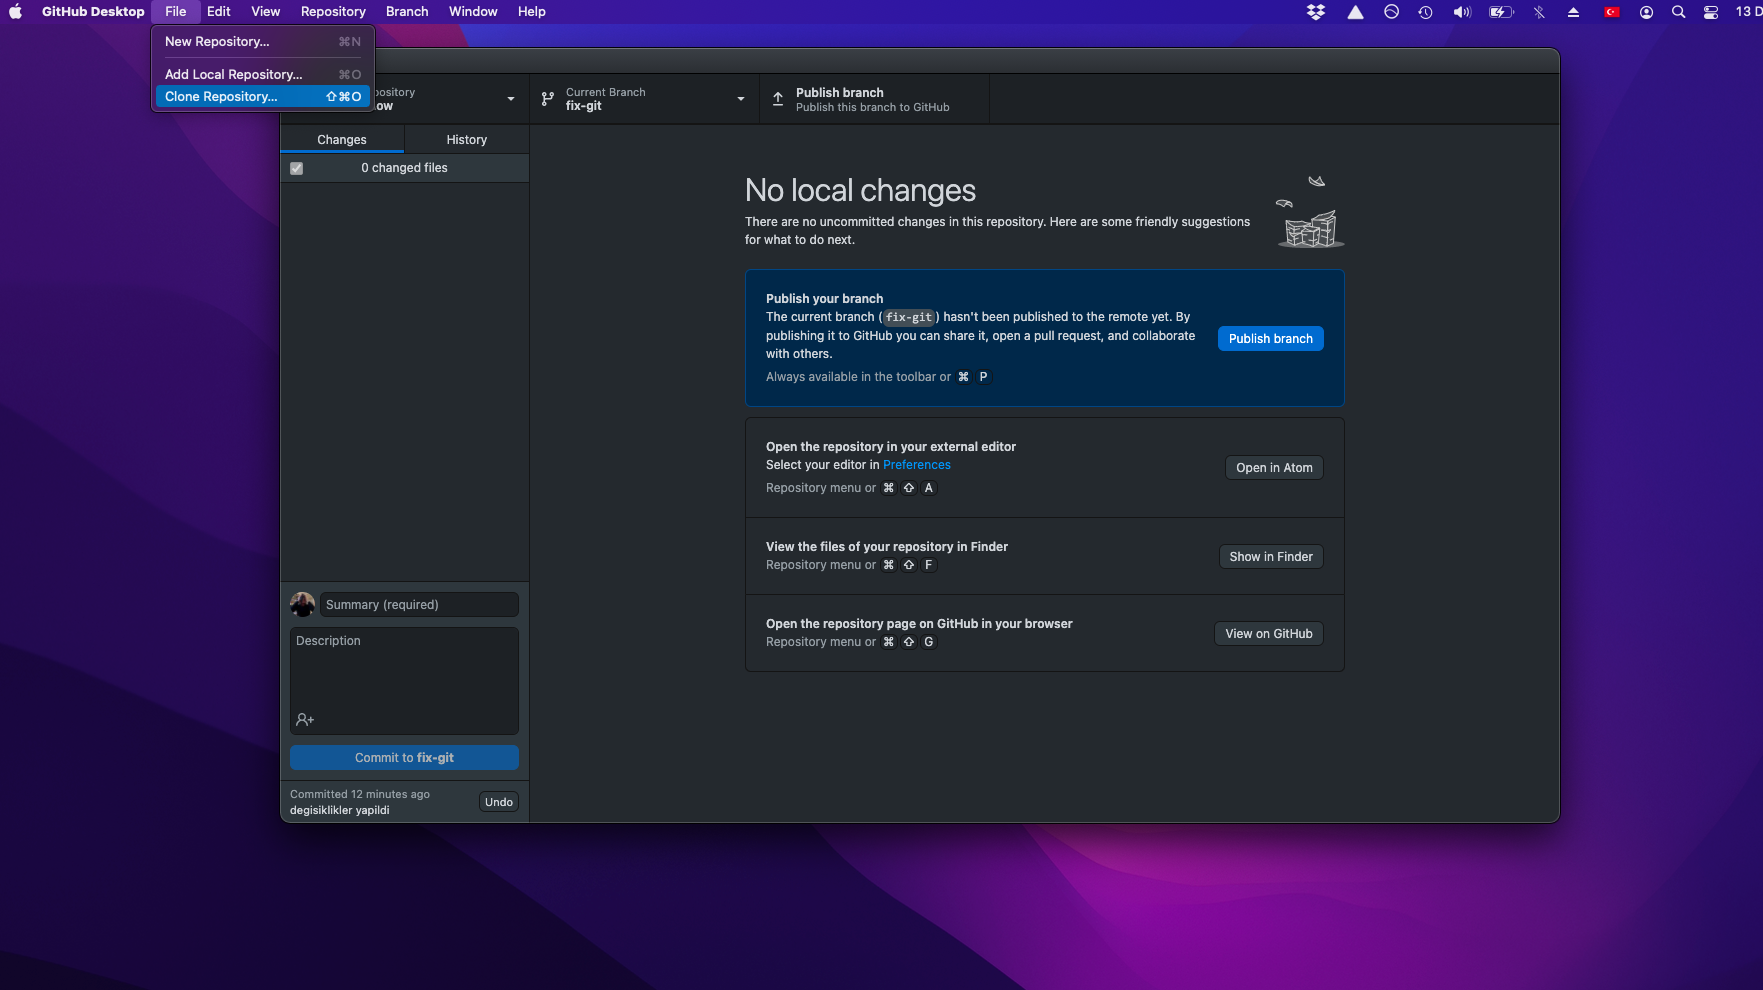 GitHub Desktop File Edit View Repository Branch Window Help
13 D
New Repository... ⌘N
Add Local Repository... ⌘O
Clone Repository... ⇧⌘O
Current Branch
fix-git
Publish branch
Publish this branch to GitHub
Changes History
0 changed files
No local changes
There are no uncommitted changes in this repository. Here are some friendly suggestions
for what to do next.
Publish your branch
The current branch (fix-git) hasn't been published to the remote yet. By
publishing it to GitHub you can share it, open a pull request, and collaborate
with others.
Always available in the toolbar or ⌘ P
Publish branch
Open the repository in your external editor
Select your editor in Preferences
Repository menu or ⌘ ⇧ A
Open in Atom
View the files of your repository in Finder
Repository menu or ⌘ ⇧ F
Show in Finder
Open the repository page on GitHub in your browser
Repository menu or ⌘ ⇧ G
View on GitHub
Summary (required)
Description
Commit to fix-git
Committed 12 minutes ago
degisiklikler yapildi
Undo